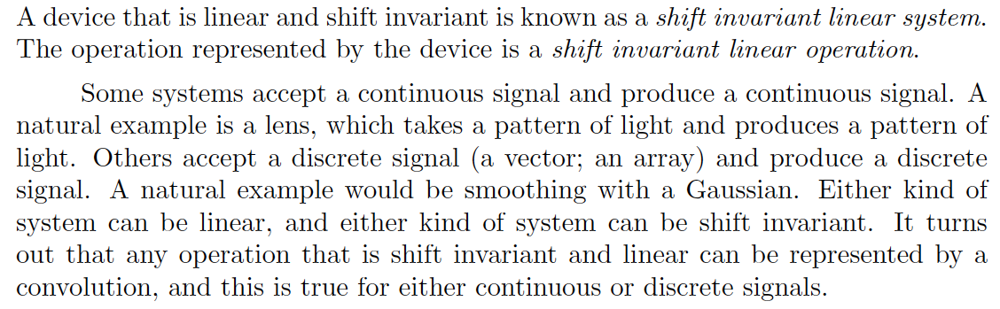 A device that is linear and shift invariant is known as a shift invariant linear system.
The operation represented by the device is a shift invariant linear operation.
Some systems accept a continuous signal and produce a continuous signal. A
natural example is a lens, which takes a pattern of light and produces a pattern of
light. Others accept a discrete signal (a vector; an array) and produce a discrete
signal. A natural example would be smoothing with a Gaussian. Either kind of
system can be linear, and either kind of system can be shift invariant. It turns
out that any operation that is shift invariant and linear can be represented by a
convolution, and this is true for either continuous or discrete signals.